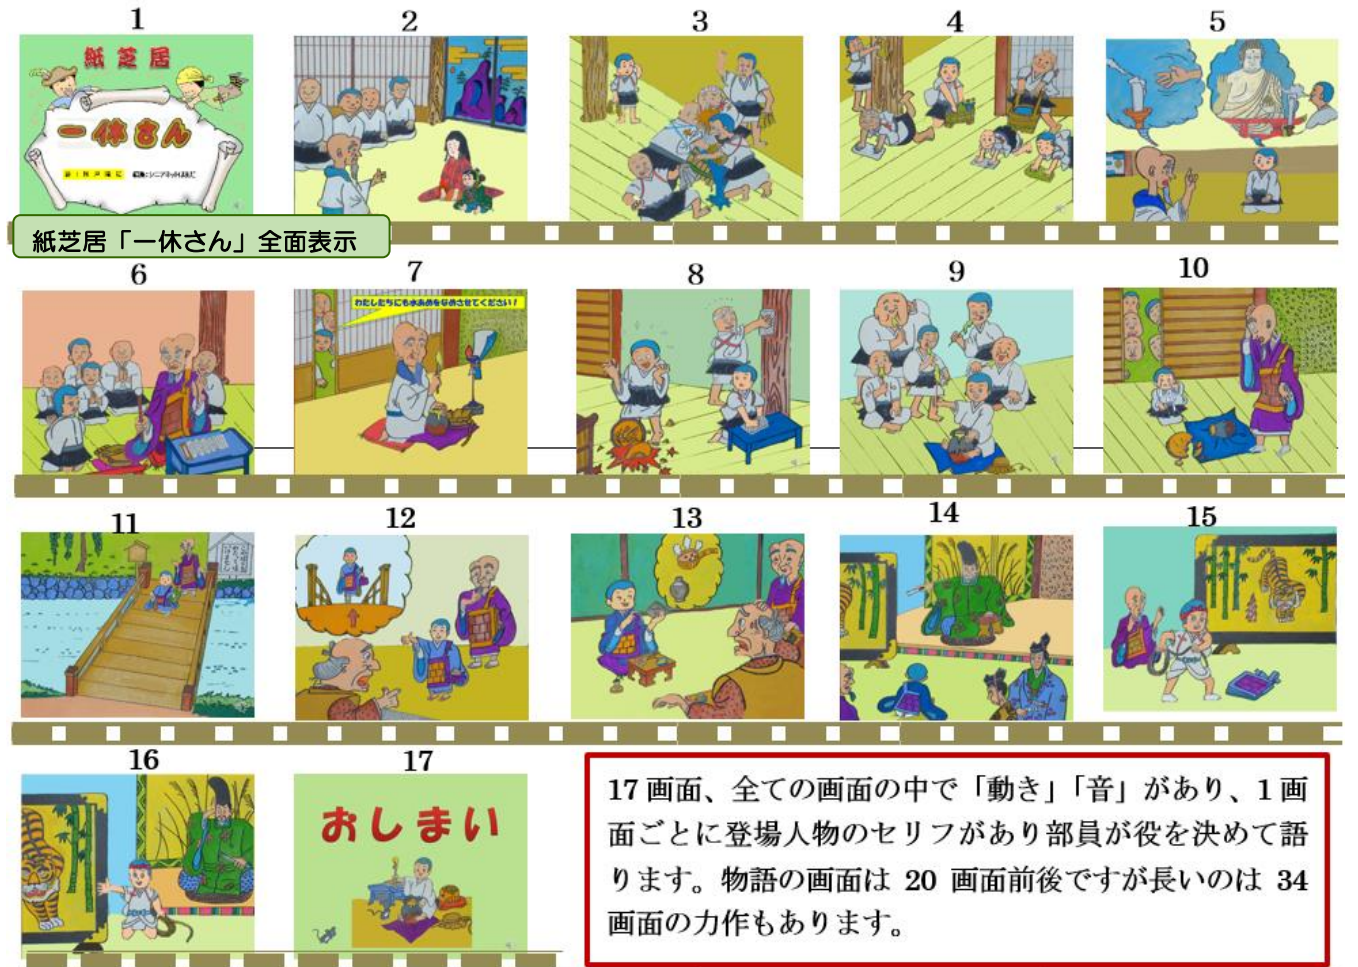 1
2
3
4
5
紙芝居
一休さん
紙芝居「一休さん」全面表示
6
7
8
9
10
わたしたちにも水あめをなめさせてください!
11
12
13
14
15
16
17
おしまい
17 画面、全ての画面の中で「動き」「音」があり、1 画
面ごとに登場人物のセリフがあり部員が役を決めて語
ります。物語の画面は 20 画面前後ですが長いのは 34
画面の力作もあります。